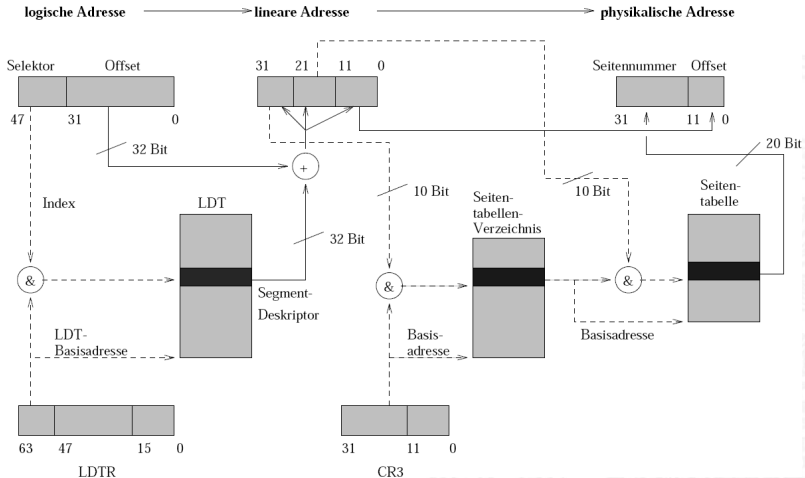 logische Adresse
lineare Adresse
physikalische Adresse
Selektor
Offset
47
31
0
31
21
11
0
Seitennummer
Offset
31
11
0
32 Bit
+
20 Bit
Index
LDT
32 Bit
10 Bit
Seiten-
tabellen-
Verzeichnis
10 Bit
Seiten-
tabelle
&
Segment-
Deskriptor
&
&
LDT-
Basisadresse
Basis-
adresse
Basisadresse
63
47
15
0
LDTR
31
11
0
CR3